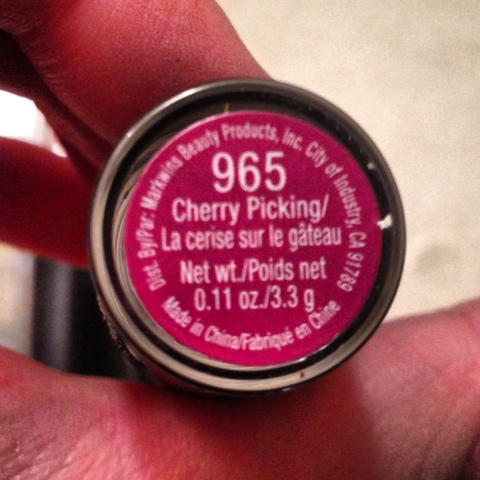 Dist. By/Par: Markwins Beauty Products, Inc. City of Industry, CA 91789
965
Cherry Picking/
La cerise sur le gâteau
Net wt./Poids net
0.11 oz./3.3 g
Made in China/Fabriqué en Chine